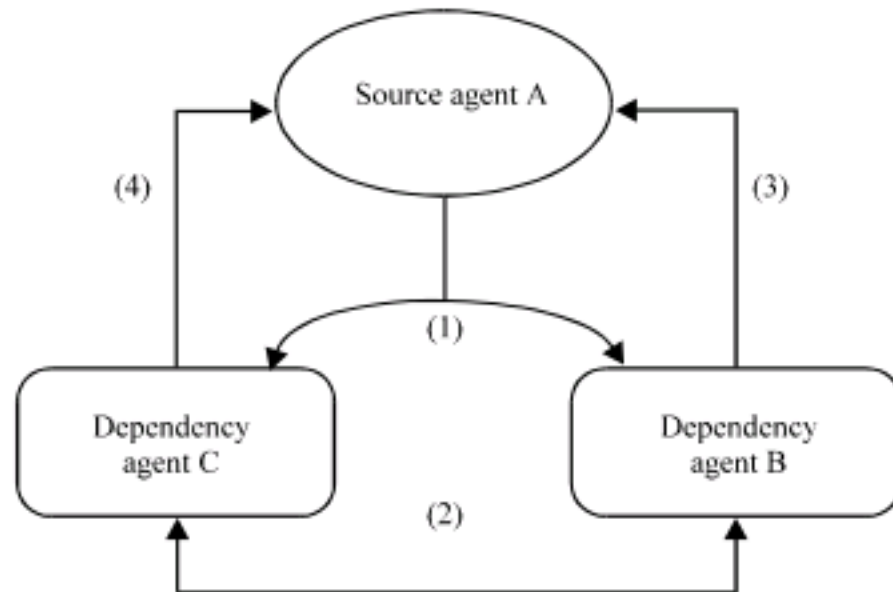 Source agent A
(4)
(3)
(1)
Dependency
agent C
Dependency
agent B
(2)